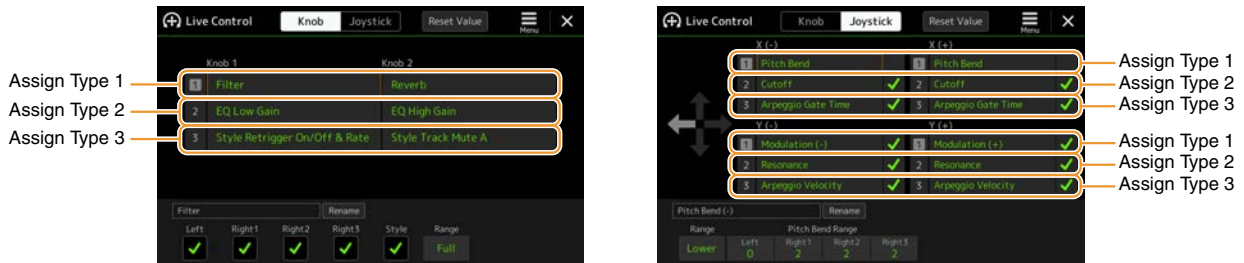 Live Control Knob Joystick Reset Value Menu
Knob 1 Knob 2
Assign Type 1 1 Filter Reverb
Assign Type 2 2 EQ Low Gain EQ High Gain
Assign Type 3 3 Style Retrigger On/Off & Rate Style Track Mute A
Filter Rename
Left Right1 Right2 Right3 Style Range
Full
Live Control Knob Joystick Reset Value Menu
X (-) X (+)
1 Pitch Bend 1 Pitch Bend Assign Type 1
2 Cutoff 2 Cutoff Assign Type 2
3 Arpeggio Gate Time 3 Arpeggio Gate Time Assign Type 3
Y (-) Y (+)
1 Modulation (-) 1 Modulation (+) Assign Type 1
2 Resonance 2 Resonance Assign Type 2
3 Arpeggio Velocity 3 Arpeggio Velocity Assign Type 3
Pitch Bend (-) Rename
Range Pitch Bend Range
Left Right1 Right2 Right3
Lower 0 2 2 2